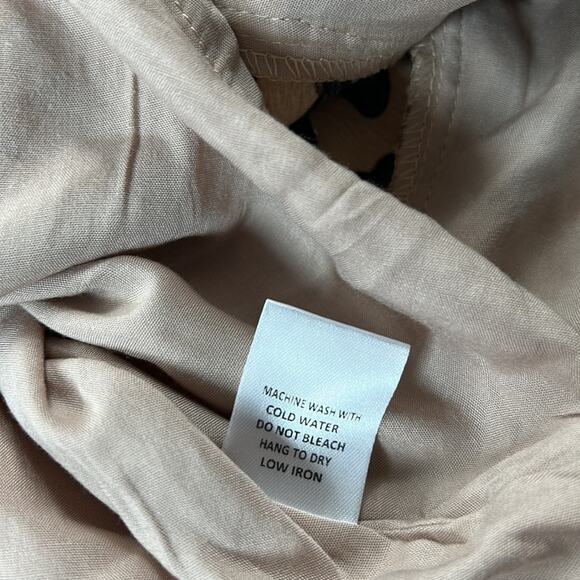 MACHINE WASH WITH
COLD WATER
DO NOT BLEACH
HANG TO DRY
LOW IRON